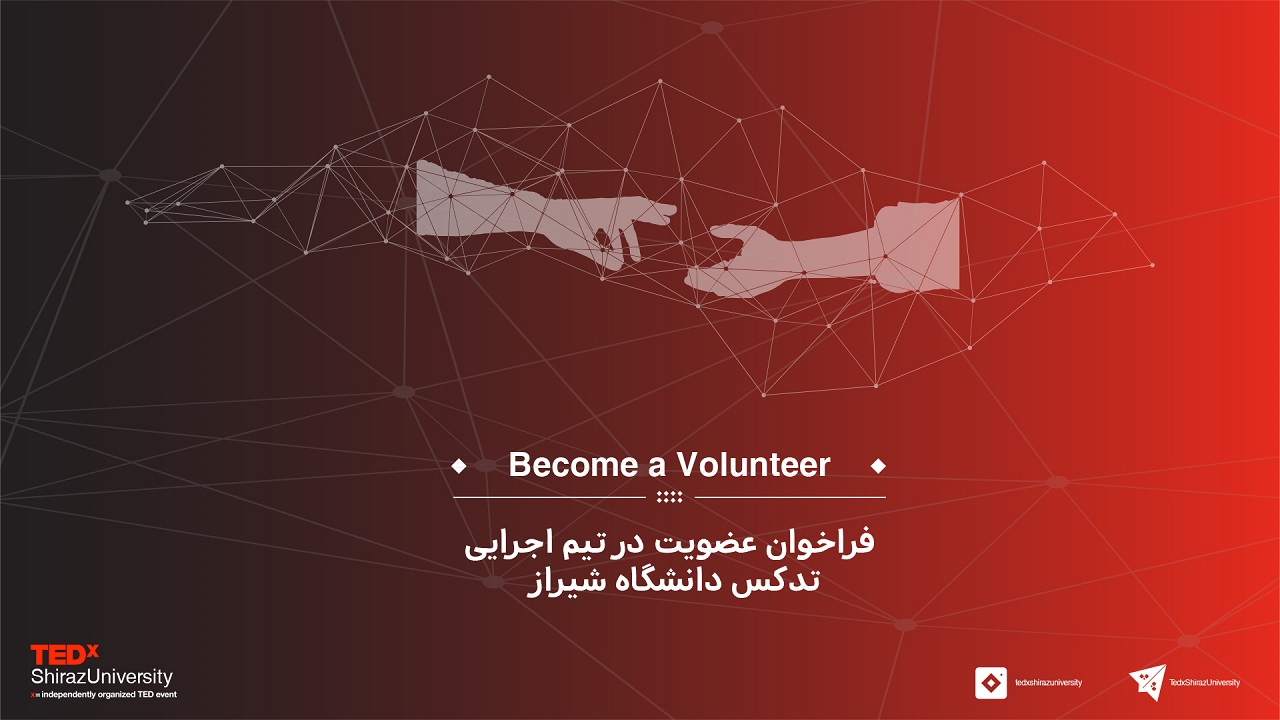 Become a Volunteer
فراخوان عضویت در تیم اجرایی
تدکس دانشگاه شیراز
TEDx
ShirazUniversity
x = independently organized TED event
tedxshirazuniversity
TedxShirazUniversity